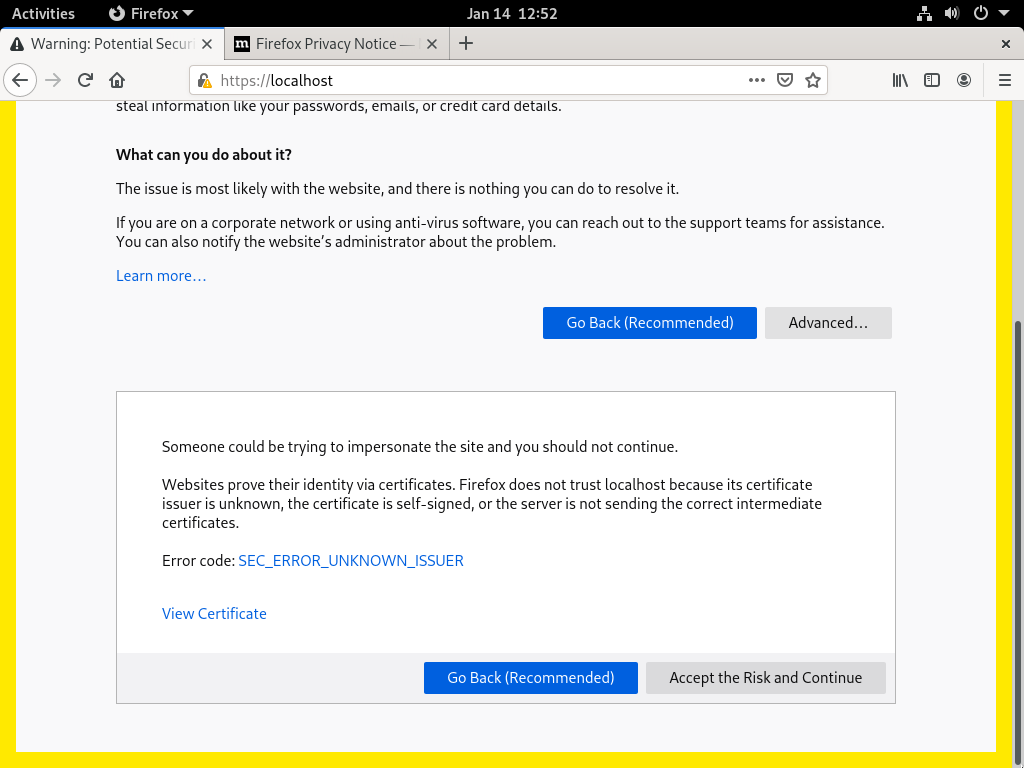 Activities Firefox Jan 14 12:52
Warning: Potential Securi
Firefox Privacy Notice —
https://localhost
steal information like your passwords, emails, or credit card details.
What can you do about it?
The issue is most likely with the website, and there is nothing you can do to resolve it.
If you are on a corporate network or using anti-virus software, you can reach out to the support teams for assistance.
You can also notify the website’s administrator about the problem.
Learn more…
Go Back (Recommended) Advanced…
Someone could be trying to impersonate the site and you should not continue.
Websites prove their identity via certificates. Firefox does not trust localhost because its certificate
issuer is unknown, the certificate is self-signed, or the server is not sending the correct intermediate
certificates.
Error code: SEC_ERROR_UNKNOWN_ISSUER
View Certificate
Go Back (Recommended) Accept the Risk and Continue